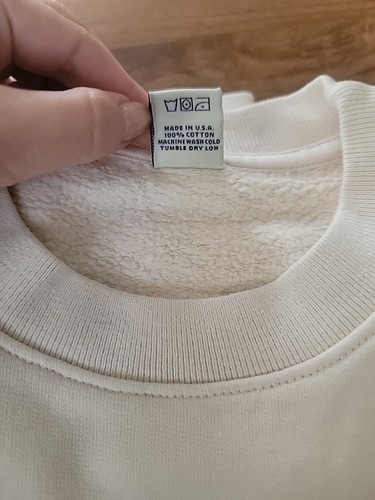 MADE IN U.S.A.
100% COTTON
MACHINE WASH COLD
TUMBLE DRY LOW